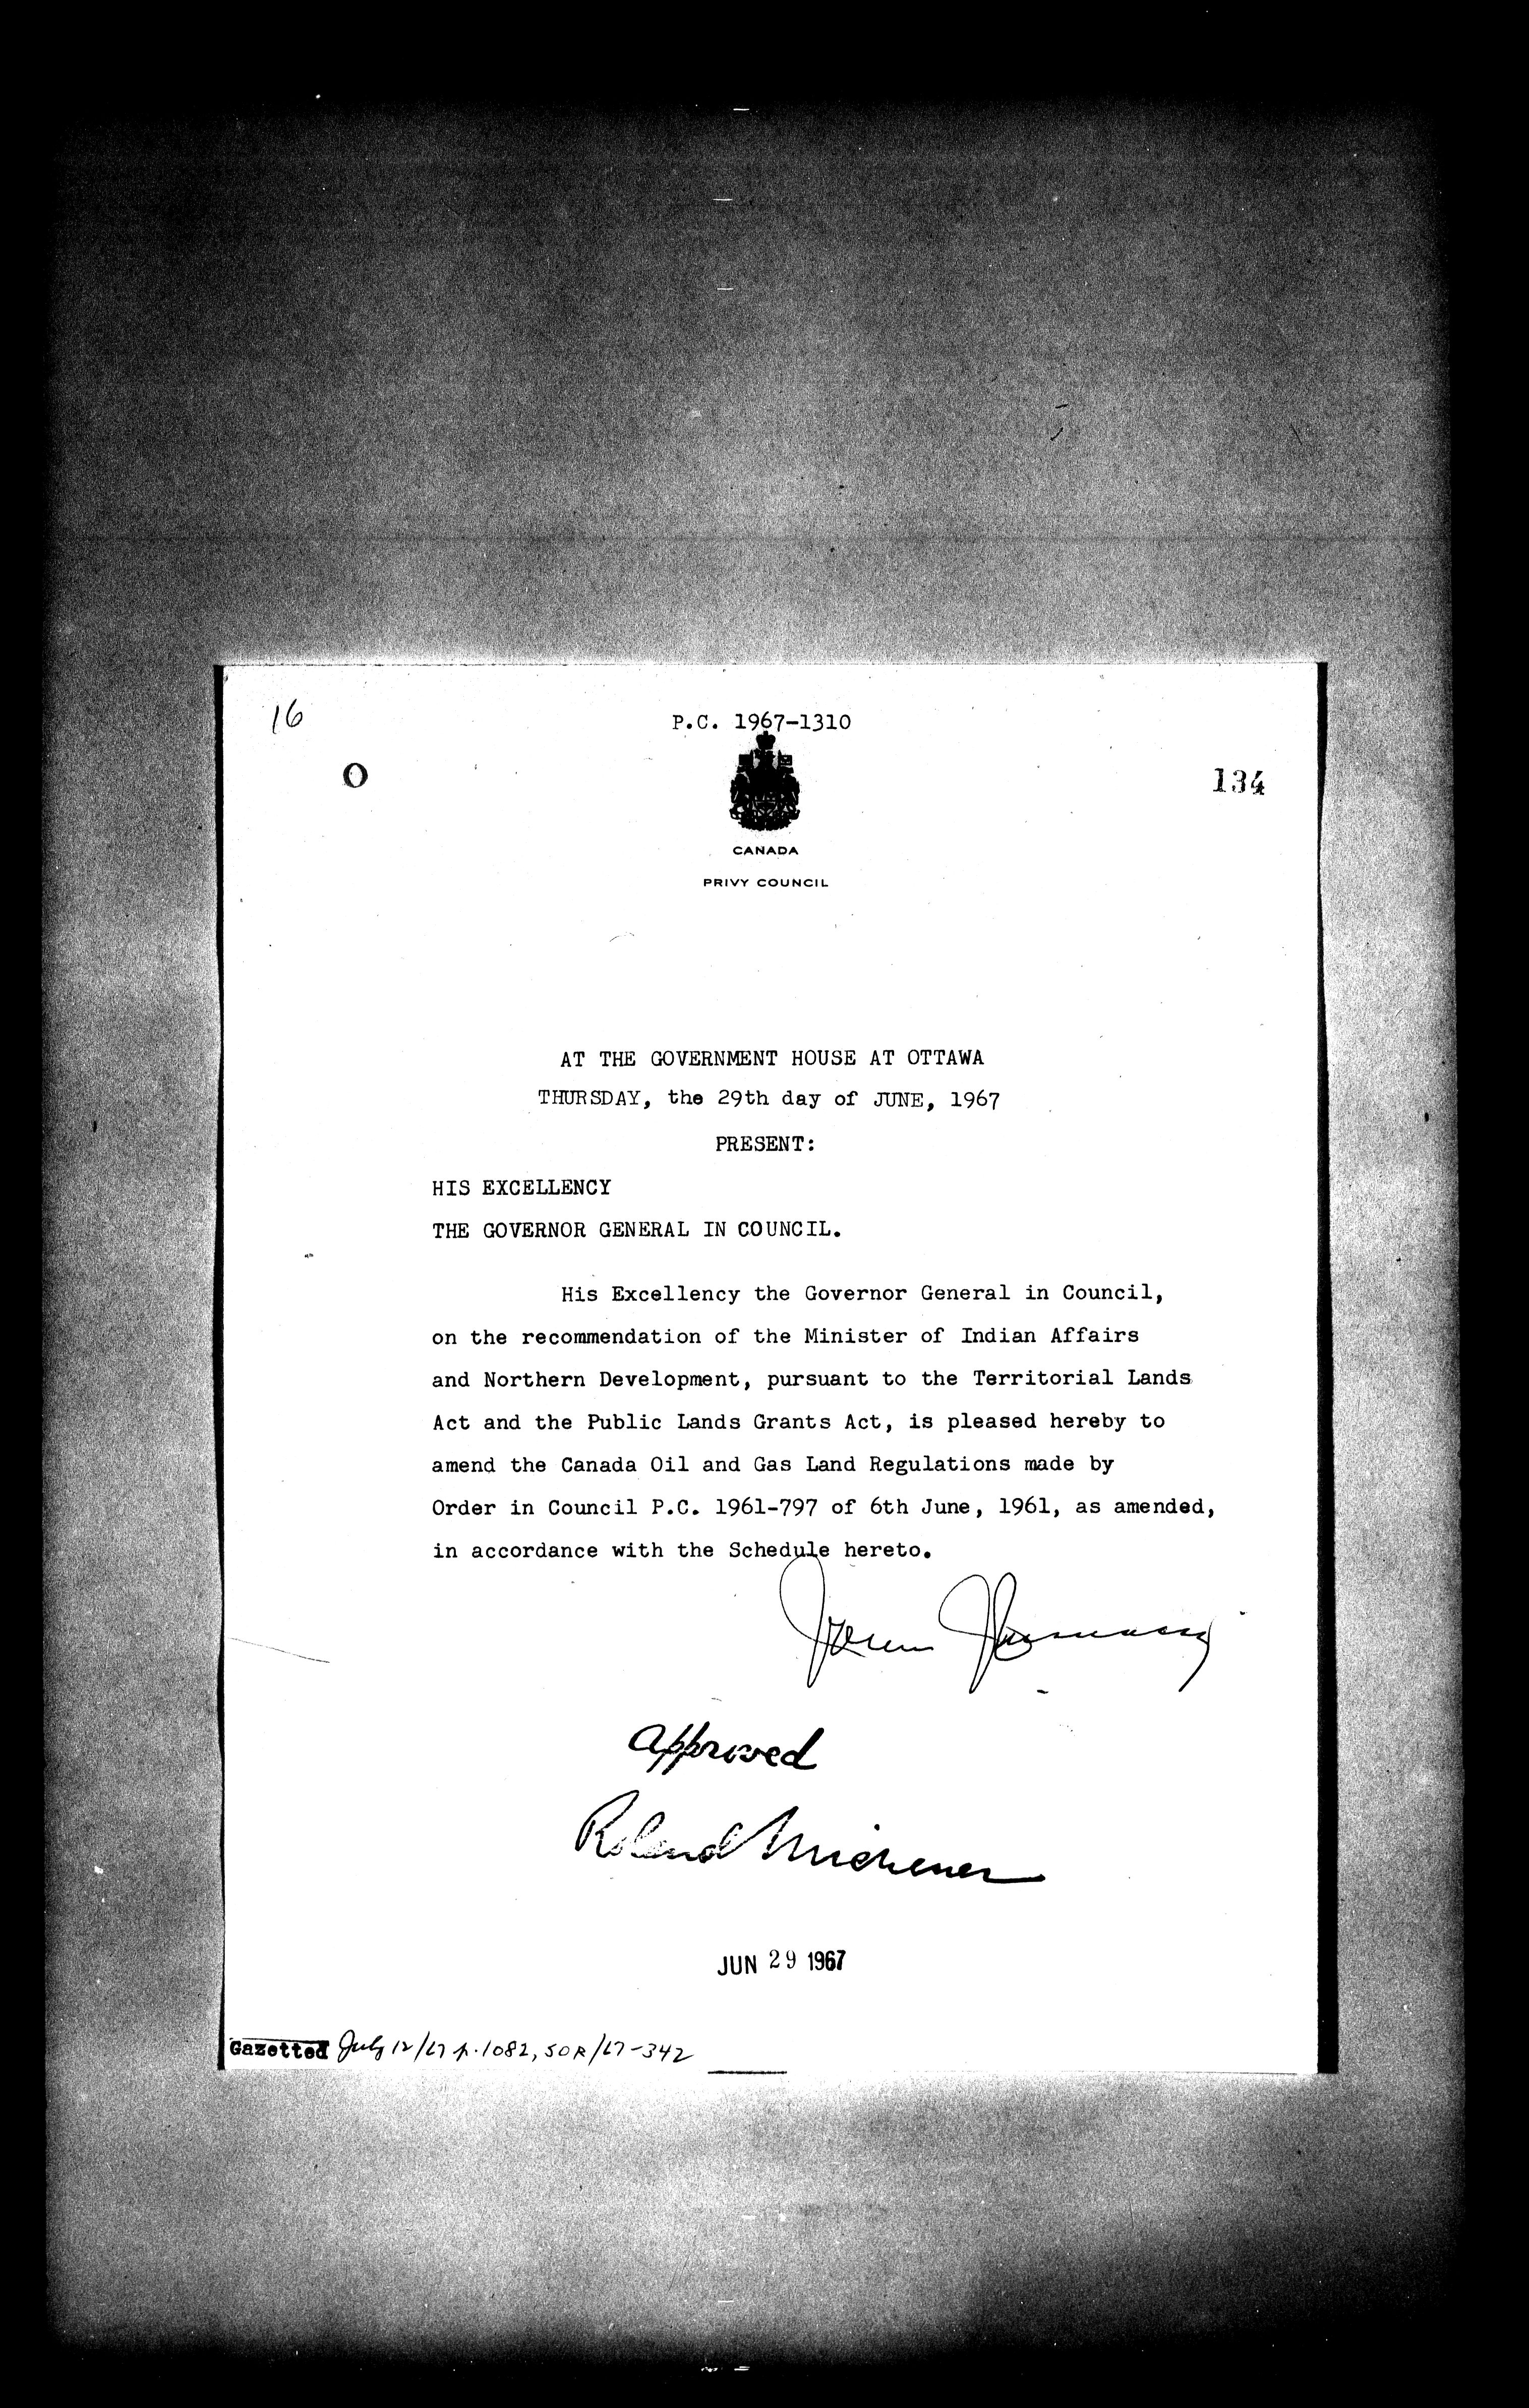 16
P.C. 1967-1310
O
134
CANADA
PRIVY COUNCIL
AT THE GOVERNMENT HOUSE AT OTTAWA
THURSDAY, the 29th day of JUNE, 1967
PRESENT:
HIS EXCELLENCY
THE GOVERNOR GENERAL IN COUNCIL.
His Excellency the Governor General in Council,
on the recommendation of the Minister of Indian Affairs
and Northern Development, pursuant to the Territorial Lands
Act and the Public Lands Grants Act, is pleased hereby to
amend the Canada Oil and Gas Land Regulations made by
Order in Council P.C. 1961-797 of 6th June, 1961, as amended,
in accordance with the Schedule hereto.
approved
Roland Michener
JUN 29 1967
Gazetted July 12/67 p.1082, SOR/67-342